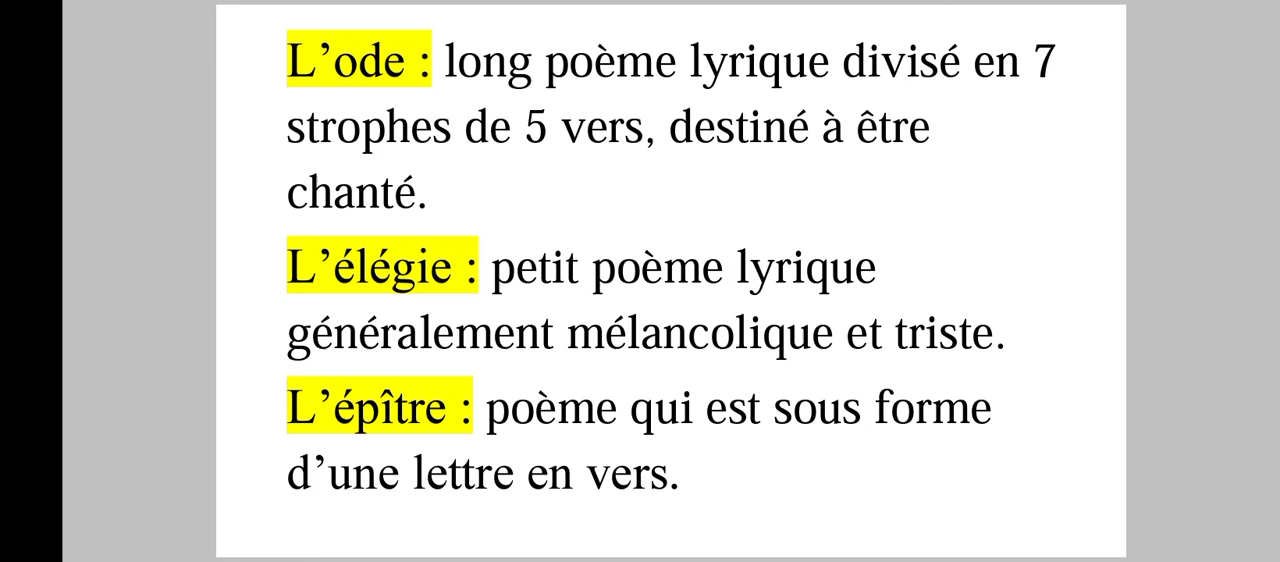 L’ode : long poème lyrique divisé en 7
strophes de 5 vers, destiné à être
chanté.
L’élégie : petit poème lyrique
généralement mélancolique et triste.
L’épître : poème qui est sous forme
d’une lettre en vers.